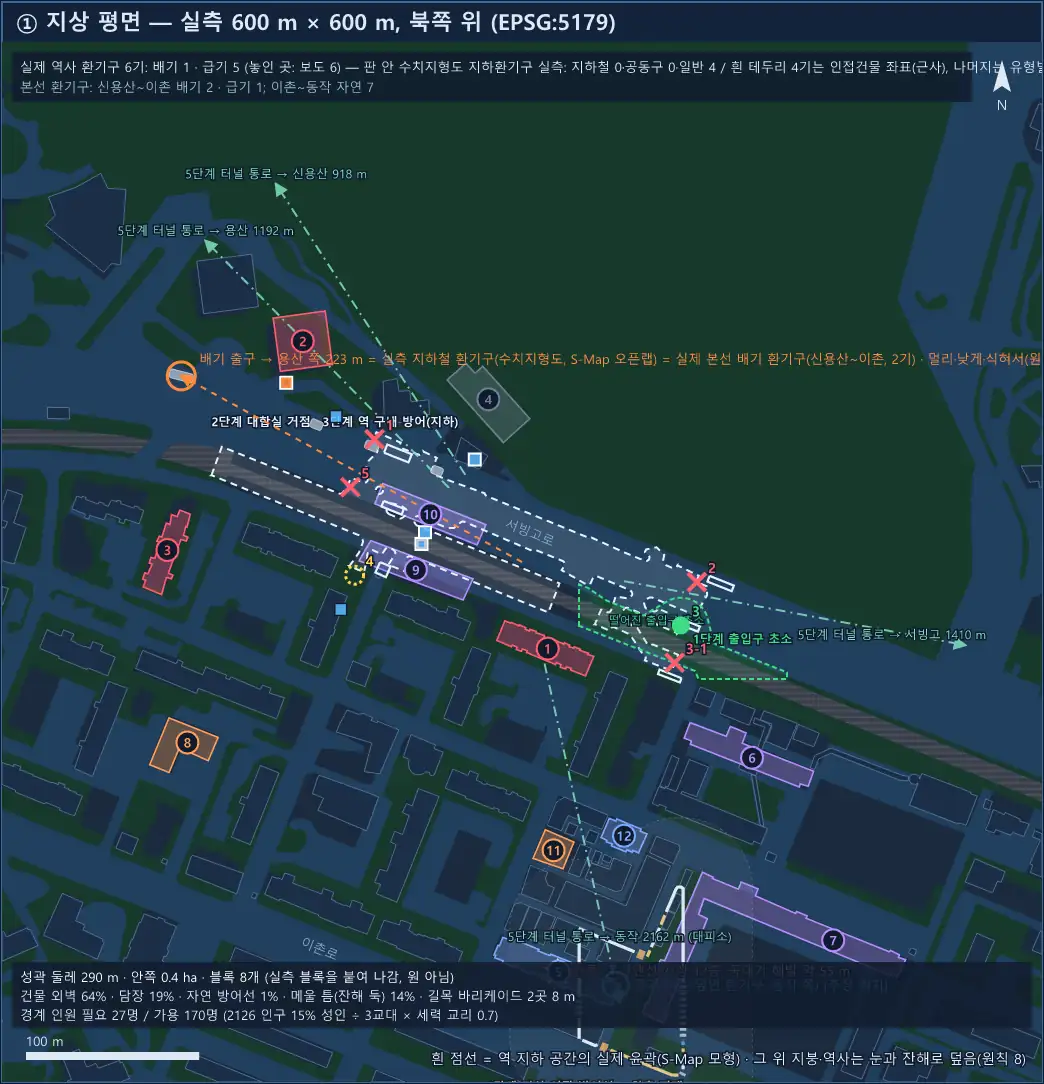 ① 지상 평면 — 실측 600 m × 600 m, 북쪽 위 (EPSG:5179)
실제 역사 환기구 6기: 배기 1 · 급기 5 (놓인 곳: 보도 6) — 판 안 수치지형도 지하환기구 실측: 지하철 0·공동구 0·일반 4 / 흰 테두리 4기는 인접건물 좌표(근사), 나머지는 유형별
본선 환기구: 신용산~이촌 배기 2 · 급기 1; 이촌~동작 자연 7
N
5단계 터널 통로 → 신용산 918 m
5단계 터널 통로 → 용산 1192 m
2
배기 출구 → 용산 쪽 223 m = 실측 지하철 환기구(수치지형도, S-Map 오픈랩) = 실제 본선 배기 환기구(신용산~이촌, 2기) · 멀리·낮게·식혀서(원
4
2단계 대합실 거점 · 3단계 역 구내 방어(지하)
1
5
10
서빙고로
3
9
4
2
3
떨어진 출입
1단계 출입구 초소
5단계 터널 통로 → 서빙고 1410 m
3-1
1
8
6
12
11
5단계 터널 통로 → 동작 2162 m (대피소)
7
이촌로
5
성곽 둘레 290 m · 안쪽 0.4 ha · 블록 8개 (실측 블록을 붙여 나감, 원 아님)
건물 외벽 64% · 담장 19% · 자연 방어선 1% · 메울 틈(잔해 둑) 14% · 길목 바리케이드 2곳 8 m
경계 인원 필요 27명 / 가용 170명 (2126 인구 15% 성인 ÷ 3교대 × 세력 교리 0.7)
100 m
흰 점선 = 역·지하 공간의 실제 윤곽(S-Map 모형) · 그 위 지붕·역사는 눈과 잔해로 덮음(원칙 8)